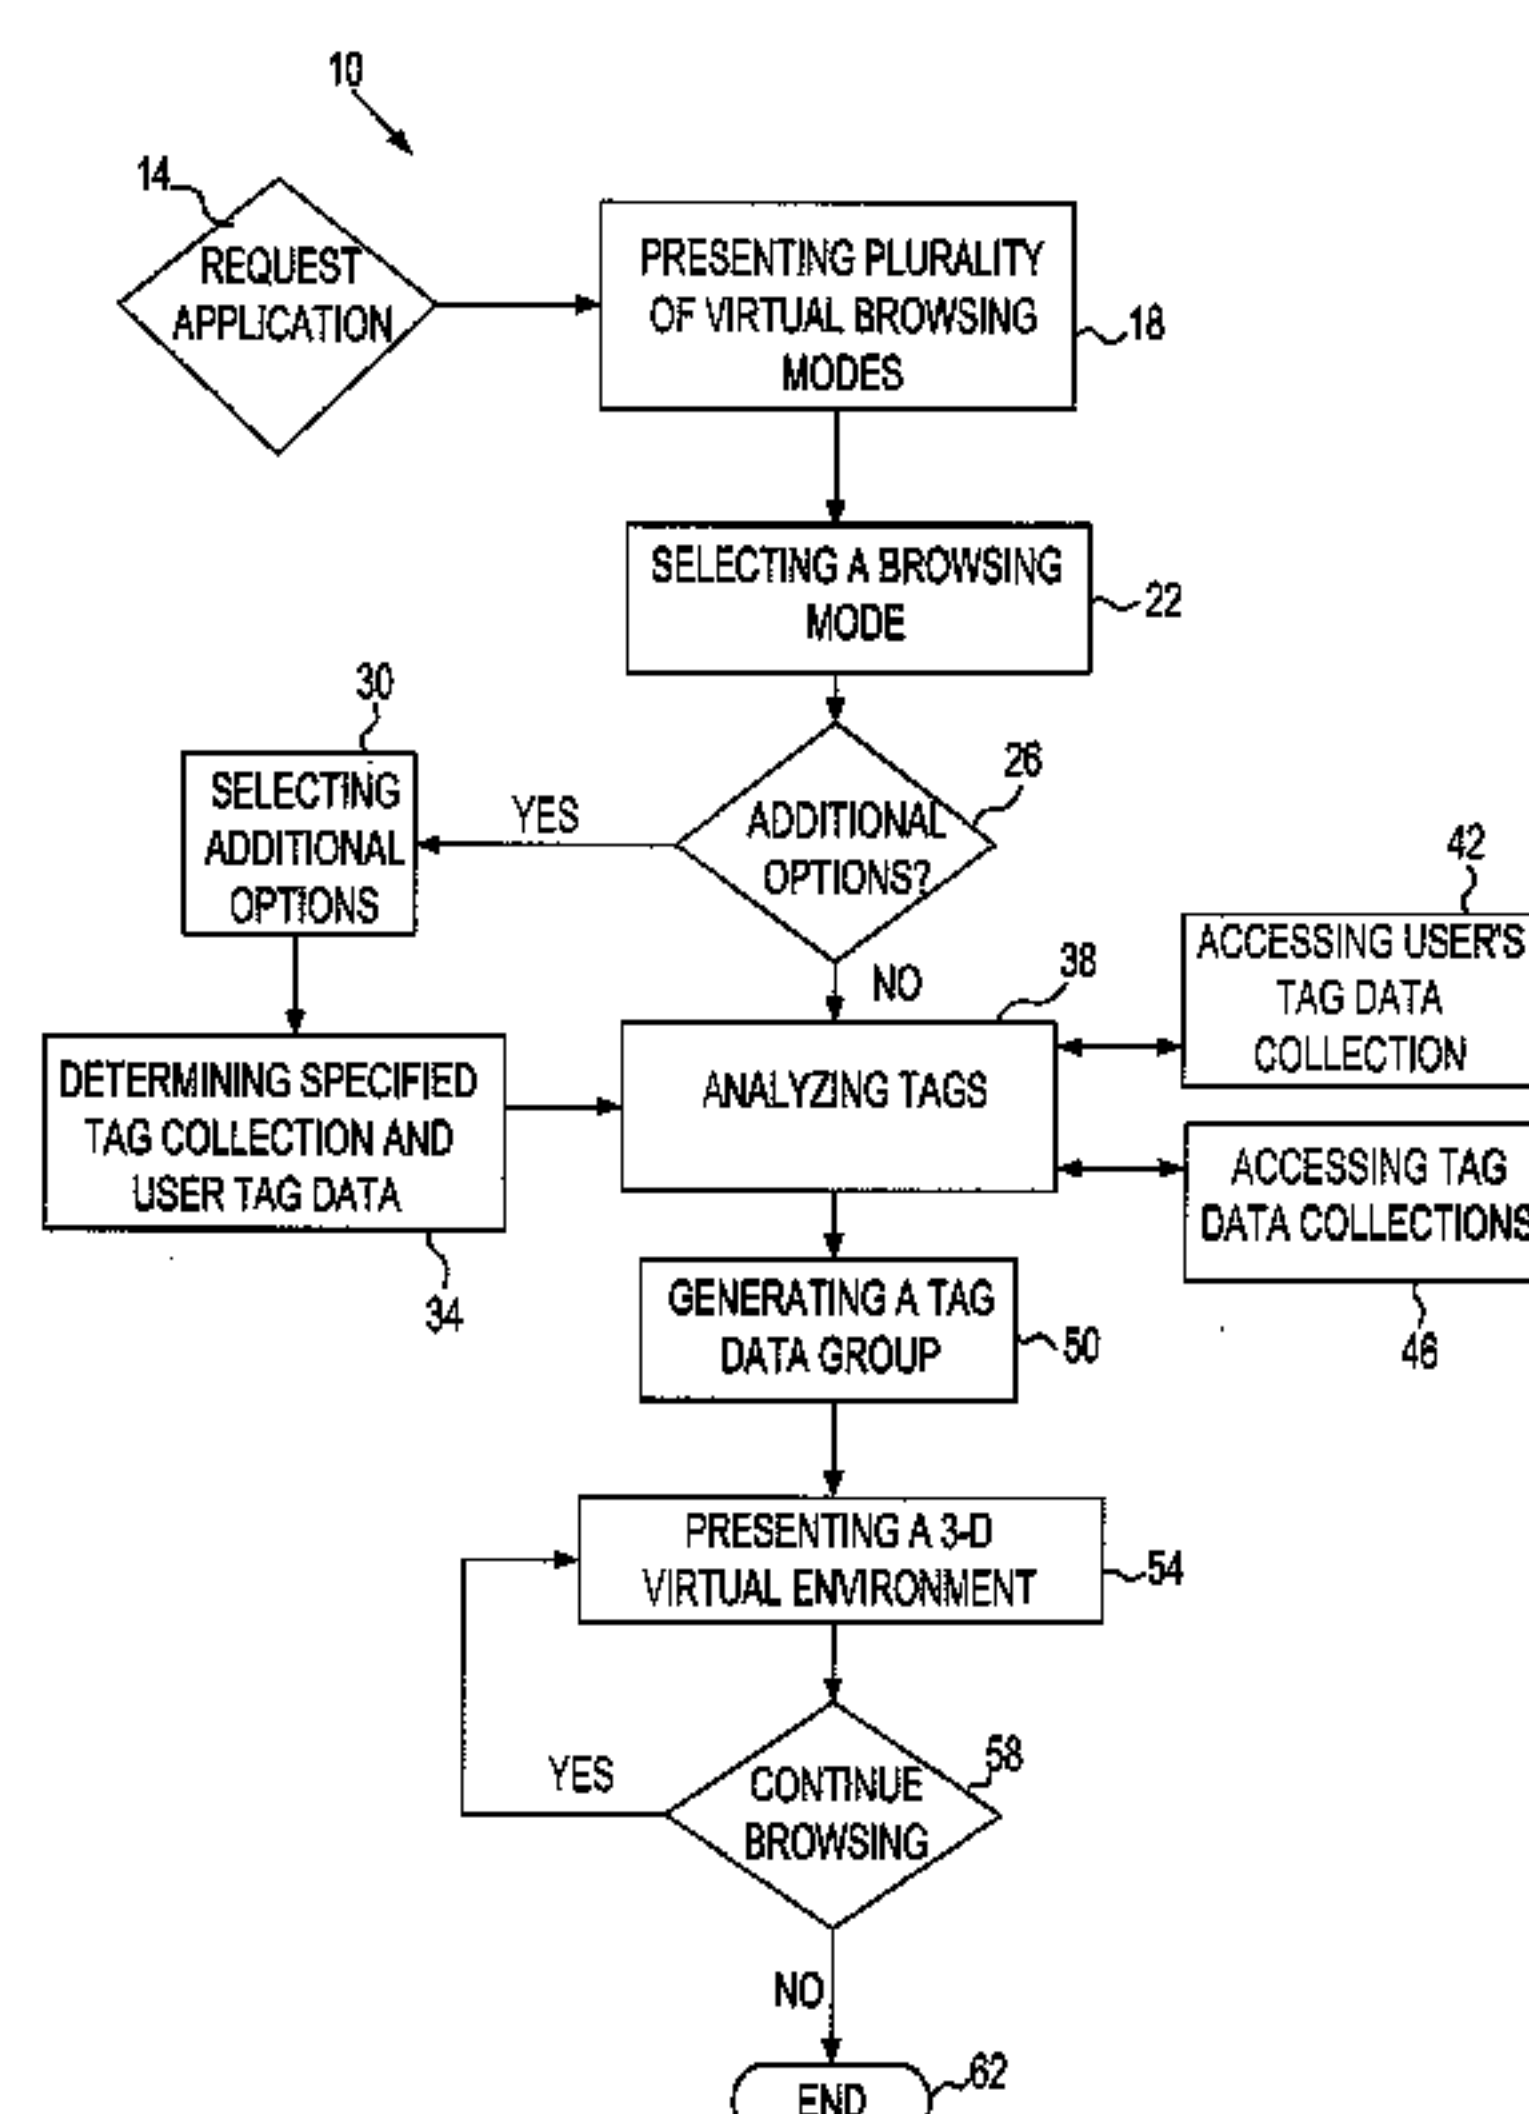 10
14
REQUEST
APPLICATION
PRESENTING PLURALITY
OF VIRTUAL BROWSING
MODES
18
SELECTING A BROWSING
MODE
22
30
SELECTING
ADDITIONAL
OPTIONS
YES
26
ADDITIONAL
OPTIONS?
NO
42
ACCESSING USER'S
TAG DATA
COLLECTION
38
ANALYZING TAGS
DETERMINING SPECIFIED
TAG COLLECTION AND
USER TAG DATA
34
ACCESSING TAG
DATA COLLECTIONS
46
GENERATING A TAG
DATA GROUP
50
PRESENTING A 3-D
VIRTUAL ENVIRONMENT
54
YES
58
CONTINUE
BROWSING
NO
END
62